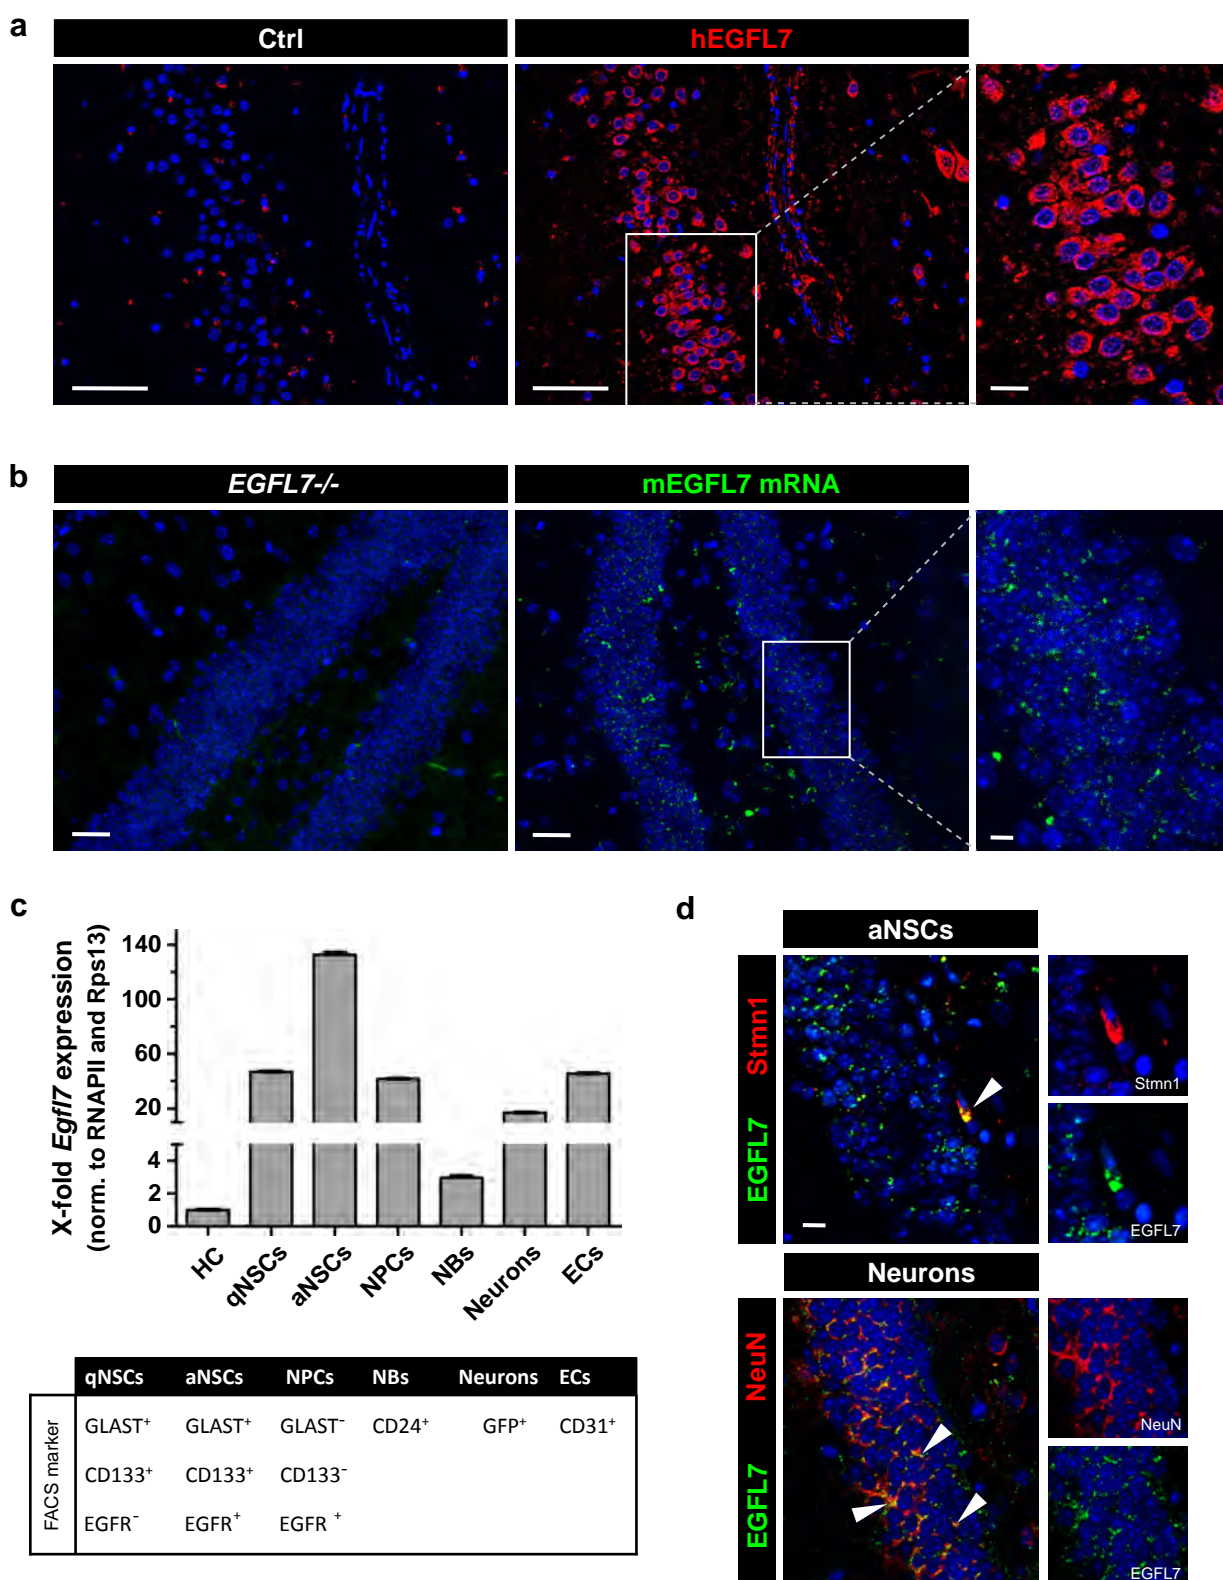 a
Ctrl
hEGFL7
b
EGFL7-/-
mEGFL7 mRNA
c
X-fold Egfl7 expression
(norm. to RNAPII and Rps13)
140
100
60
20
4
2
0
HC
qNSCs
aNSCs
NPCs
NBs
Neurons
ECs
qNSCs aNSCs NPCs NBs Neurons ECs
FACS marker
GLAST⁺ GLAST⁺ GLAST⁻ CD24⁺ GFP⁺ CD31⁺
CD133⁺ CD133⁺ CD133⁻
EGFR⁻ EGFR⁺ EGFR ⁺
d
aNSCs
EGFL7 Stmn1
Stmn1
EGFL7
Neurons
EGFL7 NeuN
NeuN
EGFL7